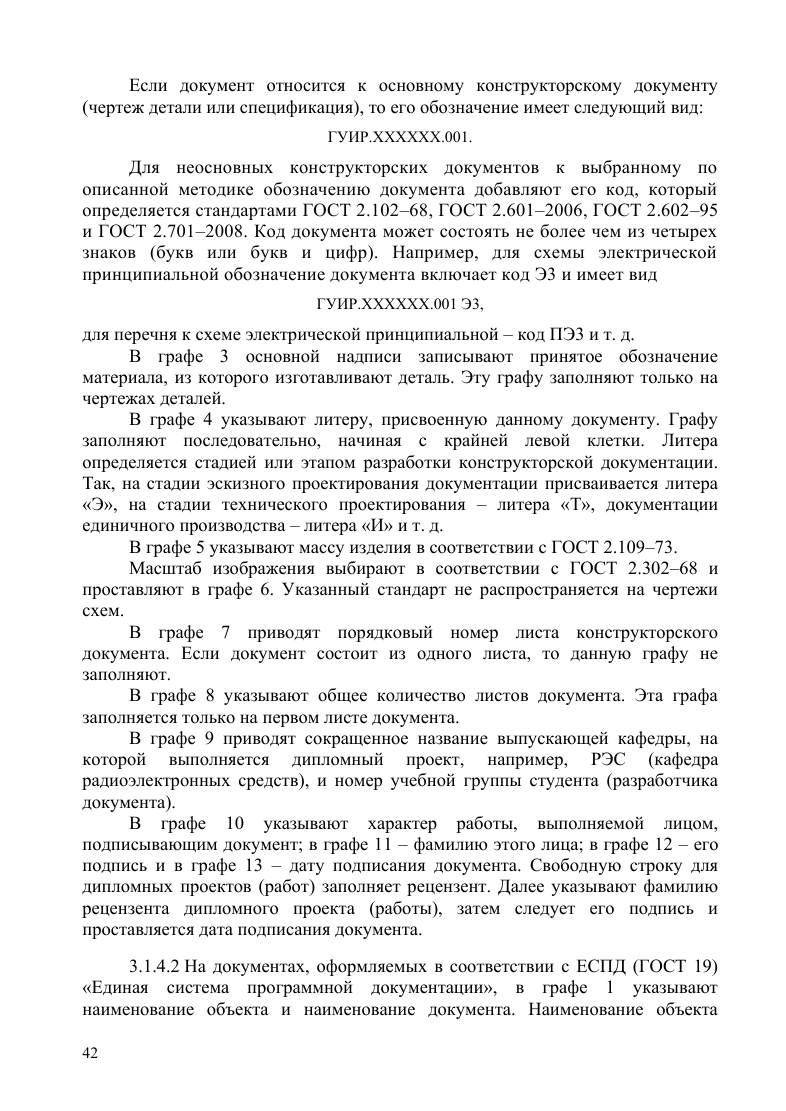 Если документ относится к основному конструкторскому документу
(чертеж детали или спецификация), то его обозначение имеет следующий вид:
ГУИР.ХХХХХХ.001.
Для неосновных конструкторских документов к выбранному по
описанной методике обозначению документа добавляют его код, который
определяется стандартами ГОСТ 2.102–68, ГОСТ 2.601–2006, ГОСТ 2.602–95
и ГОСТ 2.701–2008. Код документа может состоять не более чем из четырех
знаков (букв или букв и цифр). Например, для схемы электрической
принципиальной обозначение документа включает код Э3 и имеет вид
ГУИР.ХХХХХХ.001 Э3,
для перечня к схеме электрической принципиальной – код ПЭ3 и т. д.
В графе 3 основной надписи записывают принятое обозначение
материала, из которого изготавливают деталь. Эту графу заполняют только на
чертежах деталей.
В графе 4 указывают литеру, присвоенную данному документу. Графу
заполняют последовательно, начиная с крайней левой клетки. Литера
определяется стадией или этапом разработки конструкторской документации.
Так, на стадии эскизного проектирования документации присваивается литера
«Э», на стадии технического проектирования – литера «Т», документации
единичного производства – литера «И» и т. д.
В графе 5 указывают массу изделия в соответствии с ГОСТ 2.109–73.
Масштаб изображения выбирают в соответствии с ГОСТ 2.302–68 и
проставляют в графе 6. Указанный стандарт не распространяется на чертежи
схем.
В графе 7 приводят порядковый номер листа конструкторского
документа. Если документ состоит из одного листа, то данную графу не
заполняют.
В графе 8 указывают общее количество листов документа. Эта графа
заполняется только на первом листе документа.
В графе 9 приводят сокращенное название выпускающей кафедры, на
которой выполняется дипломный проект, например, РЭС (кафедра
радиоэлектронных средств), и номер учебной группы студента (разработчика
документа).
В графе 10 указывают характер работы, выполняемой лицом,
подписывающим документ; в графе 11 – фамилию этого лица; в графе 12 – его
подпись и в графе 13 – дату подписания документа. Свободную строку для
дипломных проектов (работ) заполняет рецензент. Далее указывают фамилию
рецензента дипломного проекта (работы), затем следует его подпись и
проставляется дата подписания документа.
3.1.4.2 На документах, оформляемых в соответствии с ЕСПД (ГОСТ 19)
«Единая система программной документации», в графе 1 указывают
наименование объекта и наименование документа. Наименование объекта
42